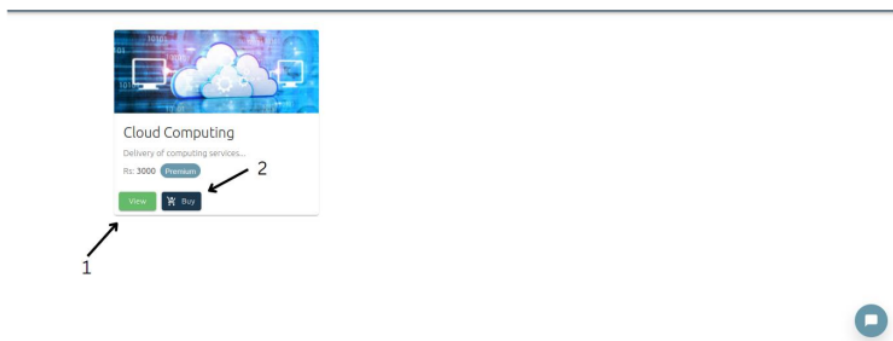 Cloud Computing
Delivery of computing services...
Rs: 3000 Premium
2
View Buy
1